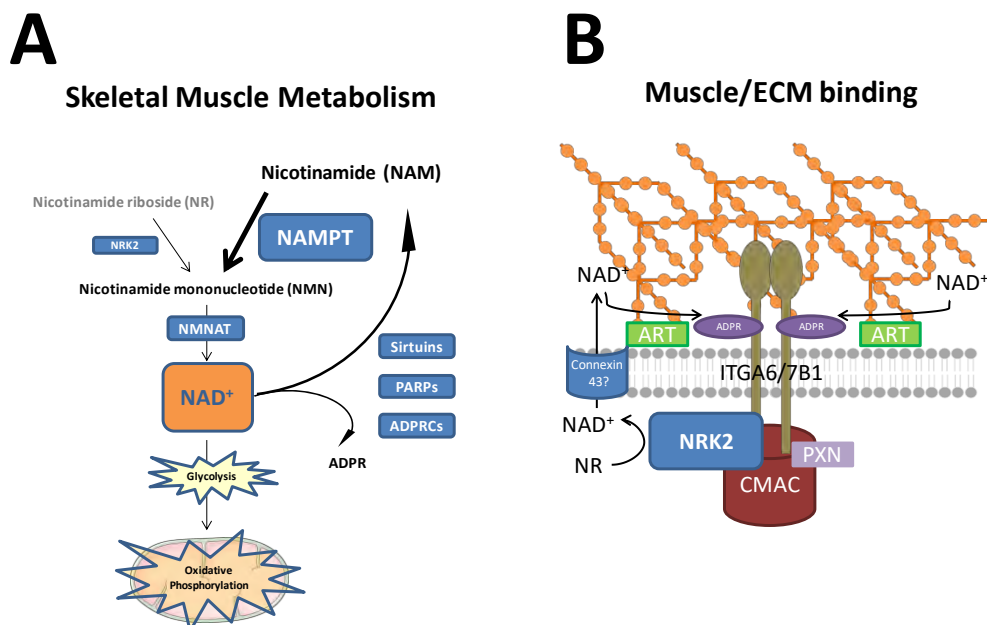 A
Skeletal Muscle Metabolism
Nicotinamide (NAM)
Nicotinamide riboside (NR)
NAMPT
NRK2
Nicotinamide mononucleotide (NMN)
NMNAT
Sirtuins
NAD⁺
PARPs
ADPRCs
ADPR
Glycolysis
Oxidative
Phosphorylation
B
Muscle/ECM binding
NAD⁺
NAD⁺
ADPR
ADPR
ART
ART
Connexin
43?
ITGA6/7B1
NAD⁺
NRK2
PXN
NR
CMAC